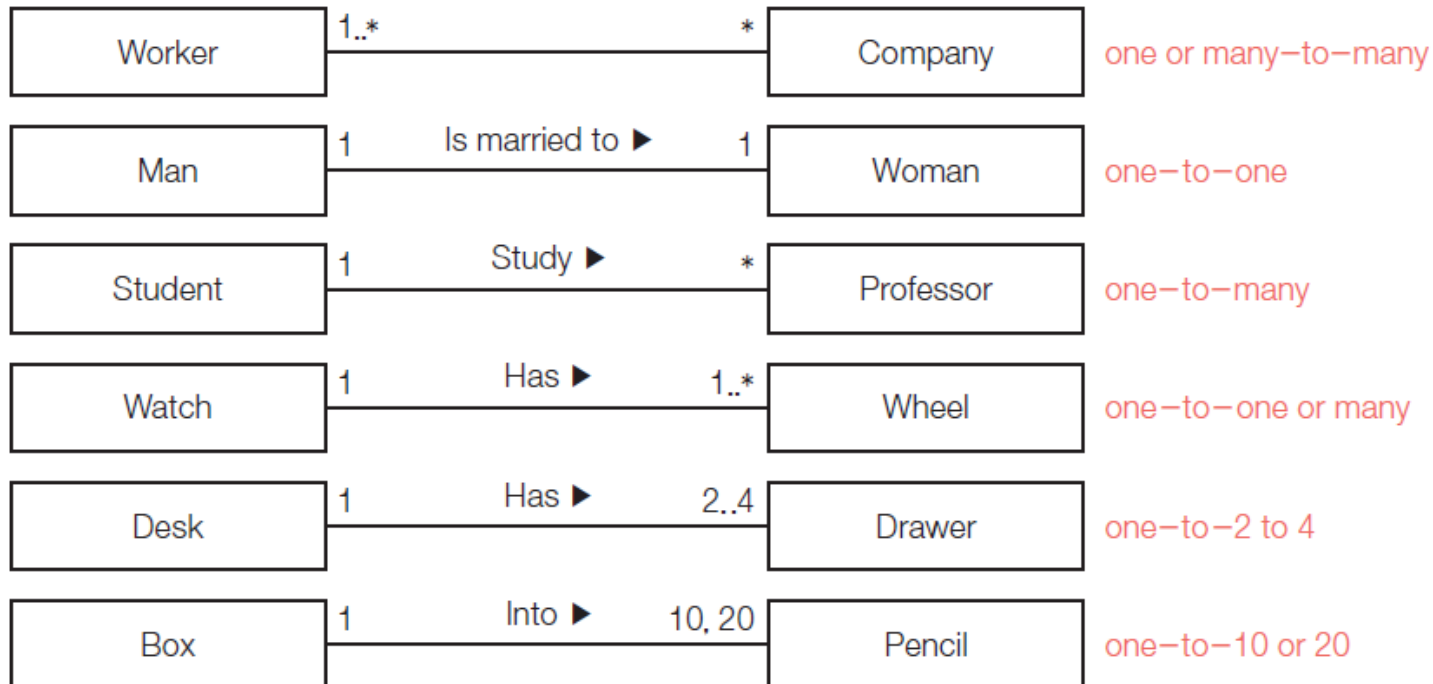 1..* *
Worker Company one or many-to-many
1 Is married to ▶ 1
Man Woman one-to-one
1 Study ▶ *
Student Professor one-to-many
1 Has ▶ 1..*
Watch Wheel one-to-one or many
1 Has ▶ 2..4
Desk Drawer one-to-2 to 4
1 Into ▶ 10, 20
Box Pencil one-to-10 or 20